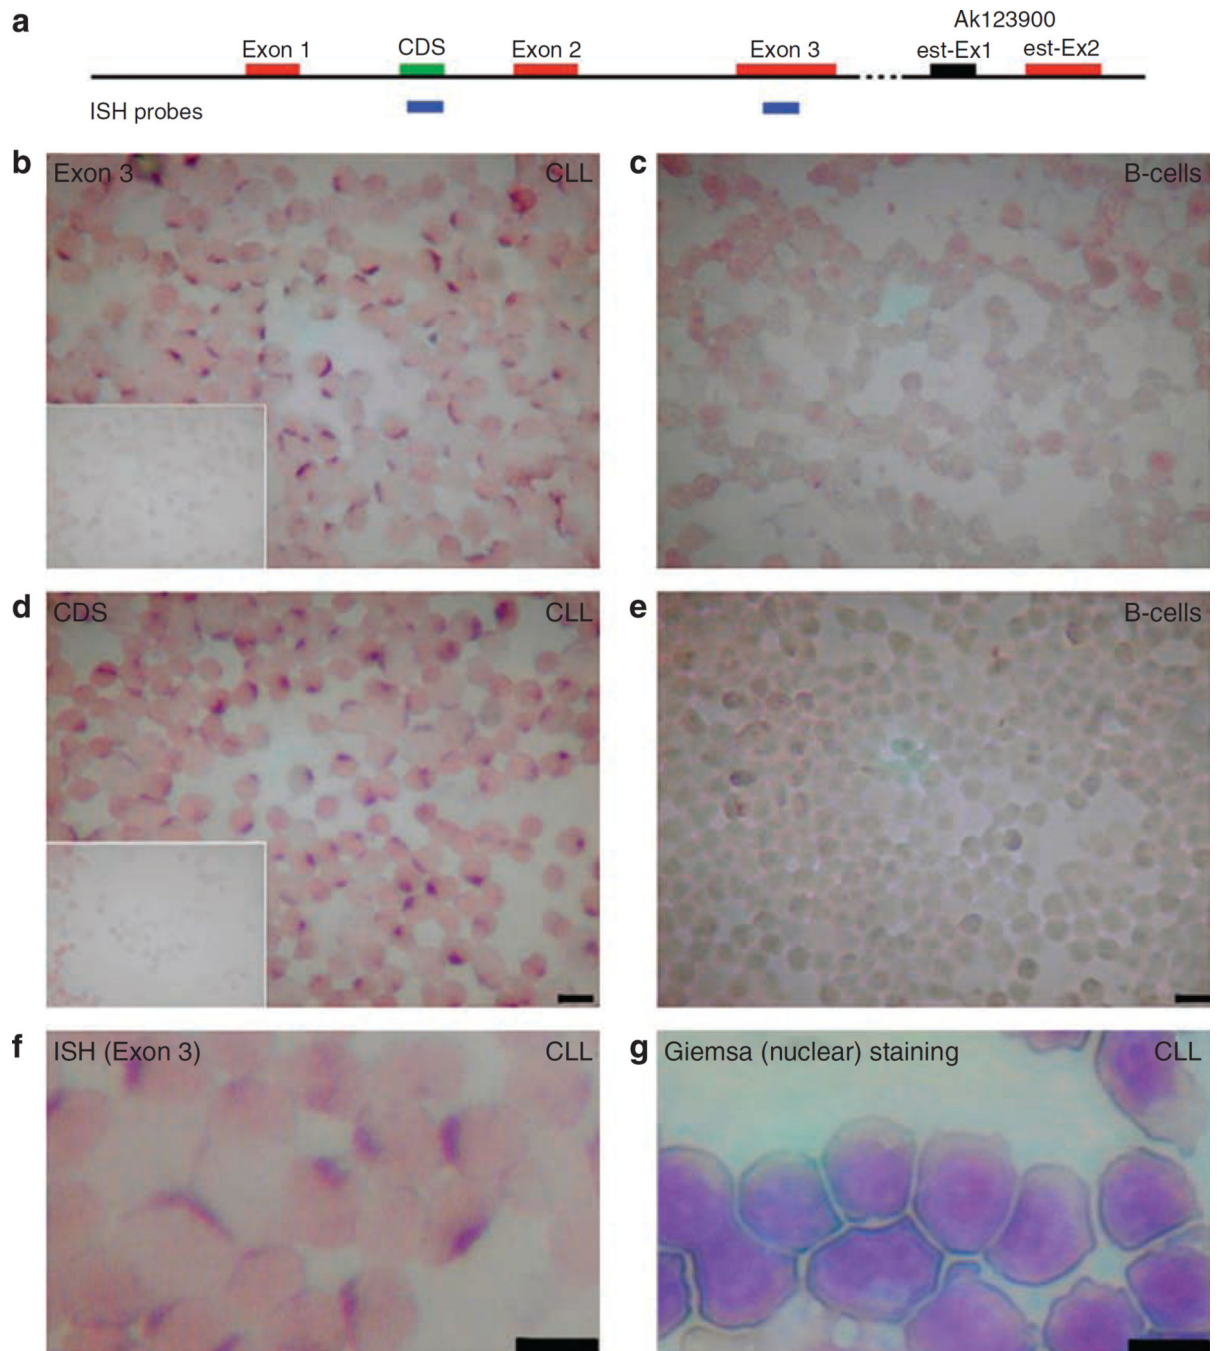 a
Ak123900
Exon 1 CDS Exon 2 Exon 3 est-Ex1 est-Ex2
ISH probes
b Exon 3 CLL
c B-cells
d CDS CLL
e B-cells
f ISH (Exon 3) CLL
g Giemsa (nuclear) staining CLL